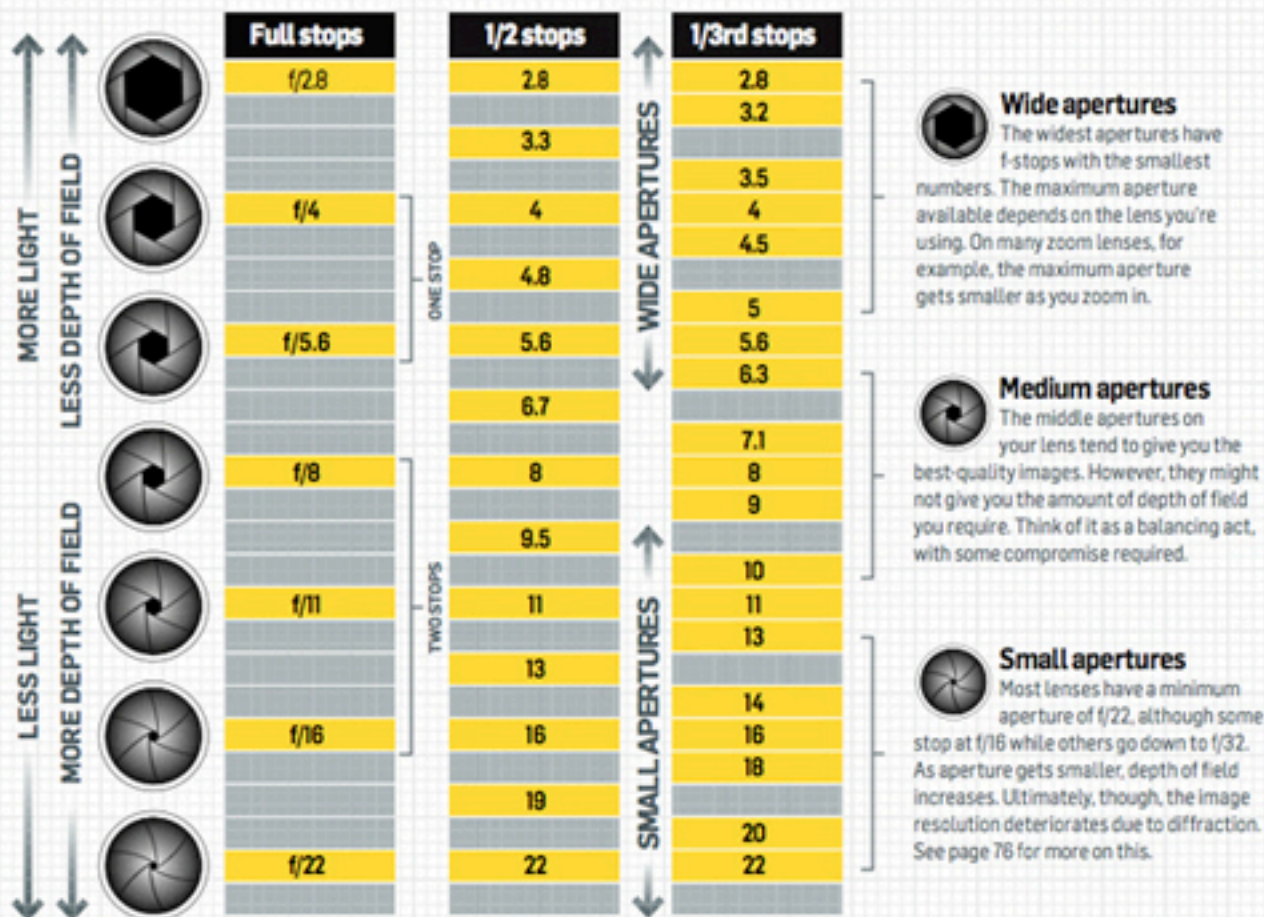 MORE LIGHT
LESS DEPTH OF FIELD
LESS LIGHT
MORE DEPTH OF FIELD
Full stops
f/2.8
f/4
f/5.6
f/8
f/11
f/16
f/22
ONE STOP
TWO STOPS
1/2 stops
2.8
3.3
4
4.8
5.6
6.7
8
9.5
11
13
16
19
22
WIDE APERTURES
SMALL APERTURES
1/3rd stops
2.8
3.2
3.5
4
4.5
5
5.6
6.3
7.1
8
9
10
11
13
14
16
18
20
22
Wide apertures
The widest apertures have
f-stops with the smallest
numbers. The maximum aperture
available depends on the lens you're
using. On many zoom lenses, for
example, the maximum aperture
gets smaller as you zoom in.
Medium apertures
The middle apertures on
your lens tend to give you the
best-quality images. However, they might
not give you the amount of depth of field
you require. Think of it as a balancing act,
with some compromise required.
Small apertures
Most lenses have a minimum
aperture of f/22, although some
stop at f/16 while others go down to f/32.
As aperture gets smaller, depth of field
increases. Ultimately, though, the image
resolution deteriorates due to diffraction.
See page 76 for more on this.